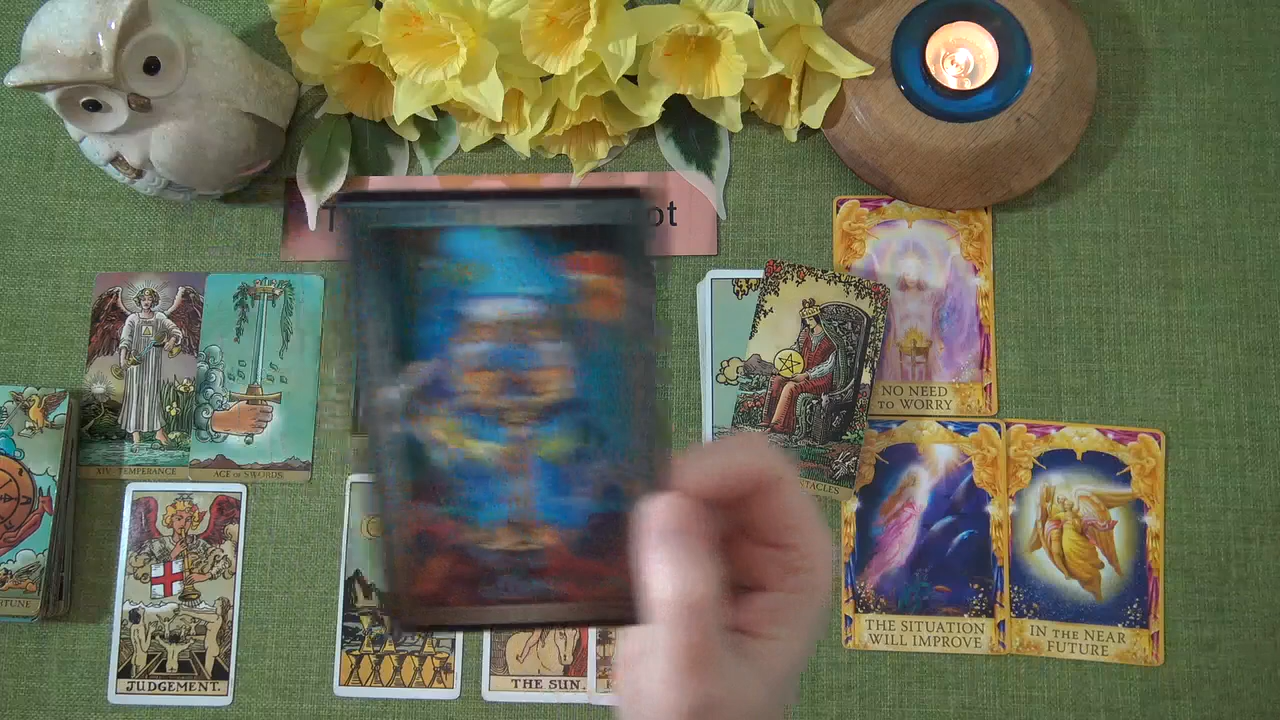 ot
NO NEED
TO WORRY
XIV TEMPERANCE
ACE OF SWORDS
THE SITUATION
WILL IMPROVE
IN THE NEAR
FUTURE
JUDGEMENT.
THE SUN.